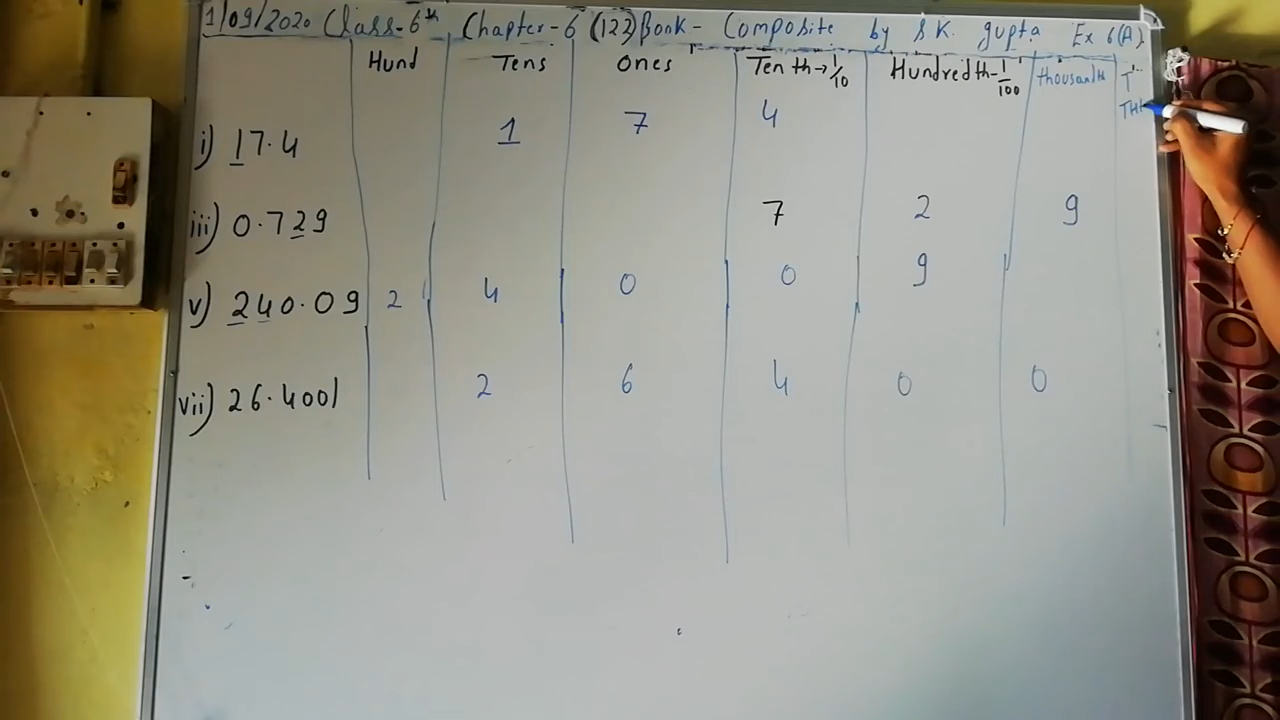 1/09/2020 Class-6th Chapter-6 (122) Book- Composite by S.K. gupta Ex 6(A)
Hund Tens Ones Tenth→1/10 Hundredth-1/100 thousandth T
TH
i) 17.4 1 7 4
iii) 0.729 7 2 9
v) 240.09 2 4 0 0 9
vii) 26.4001 2 6 4 0 0